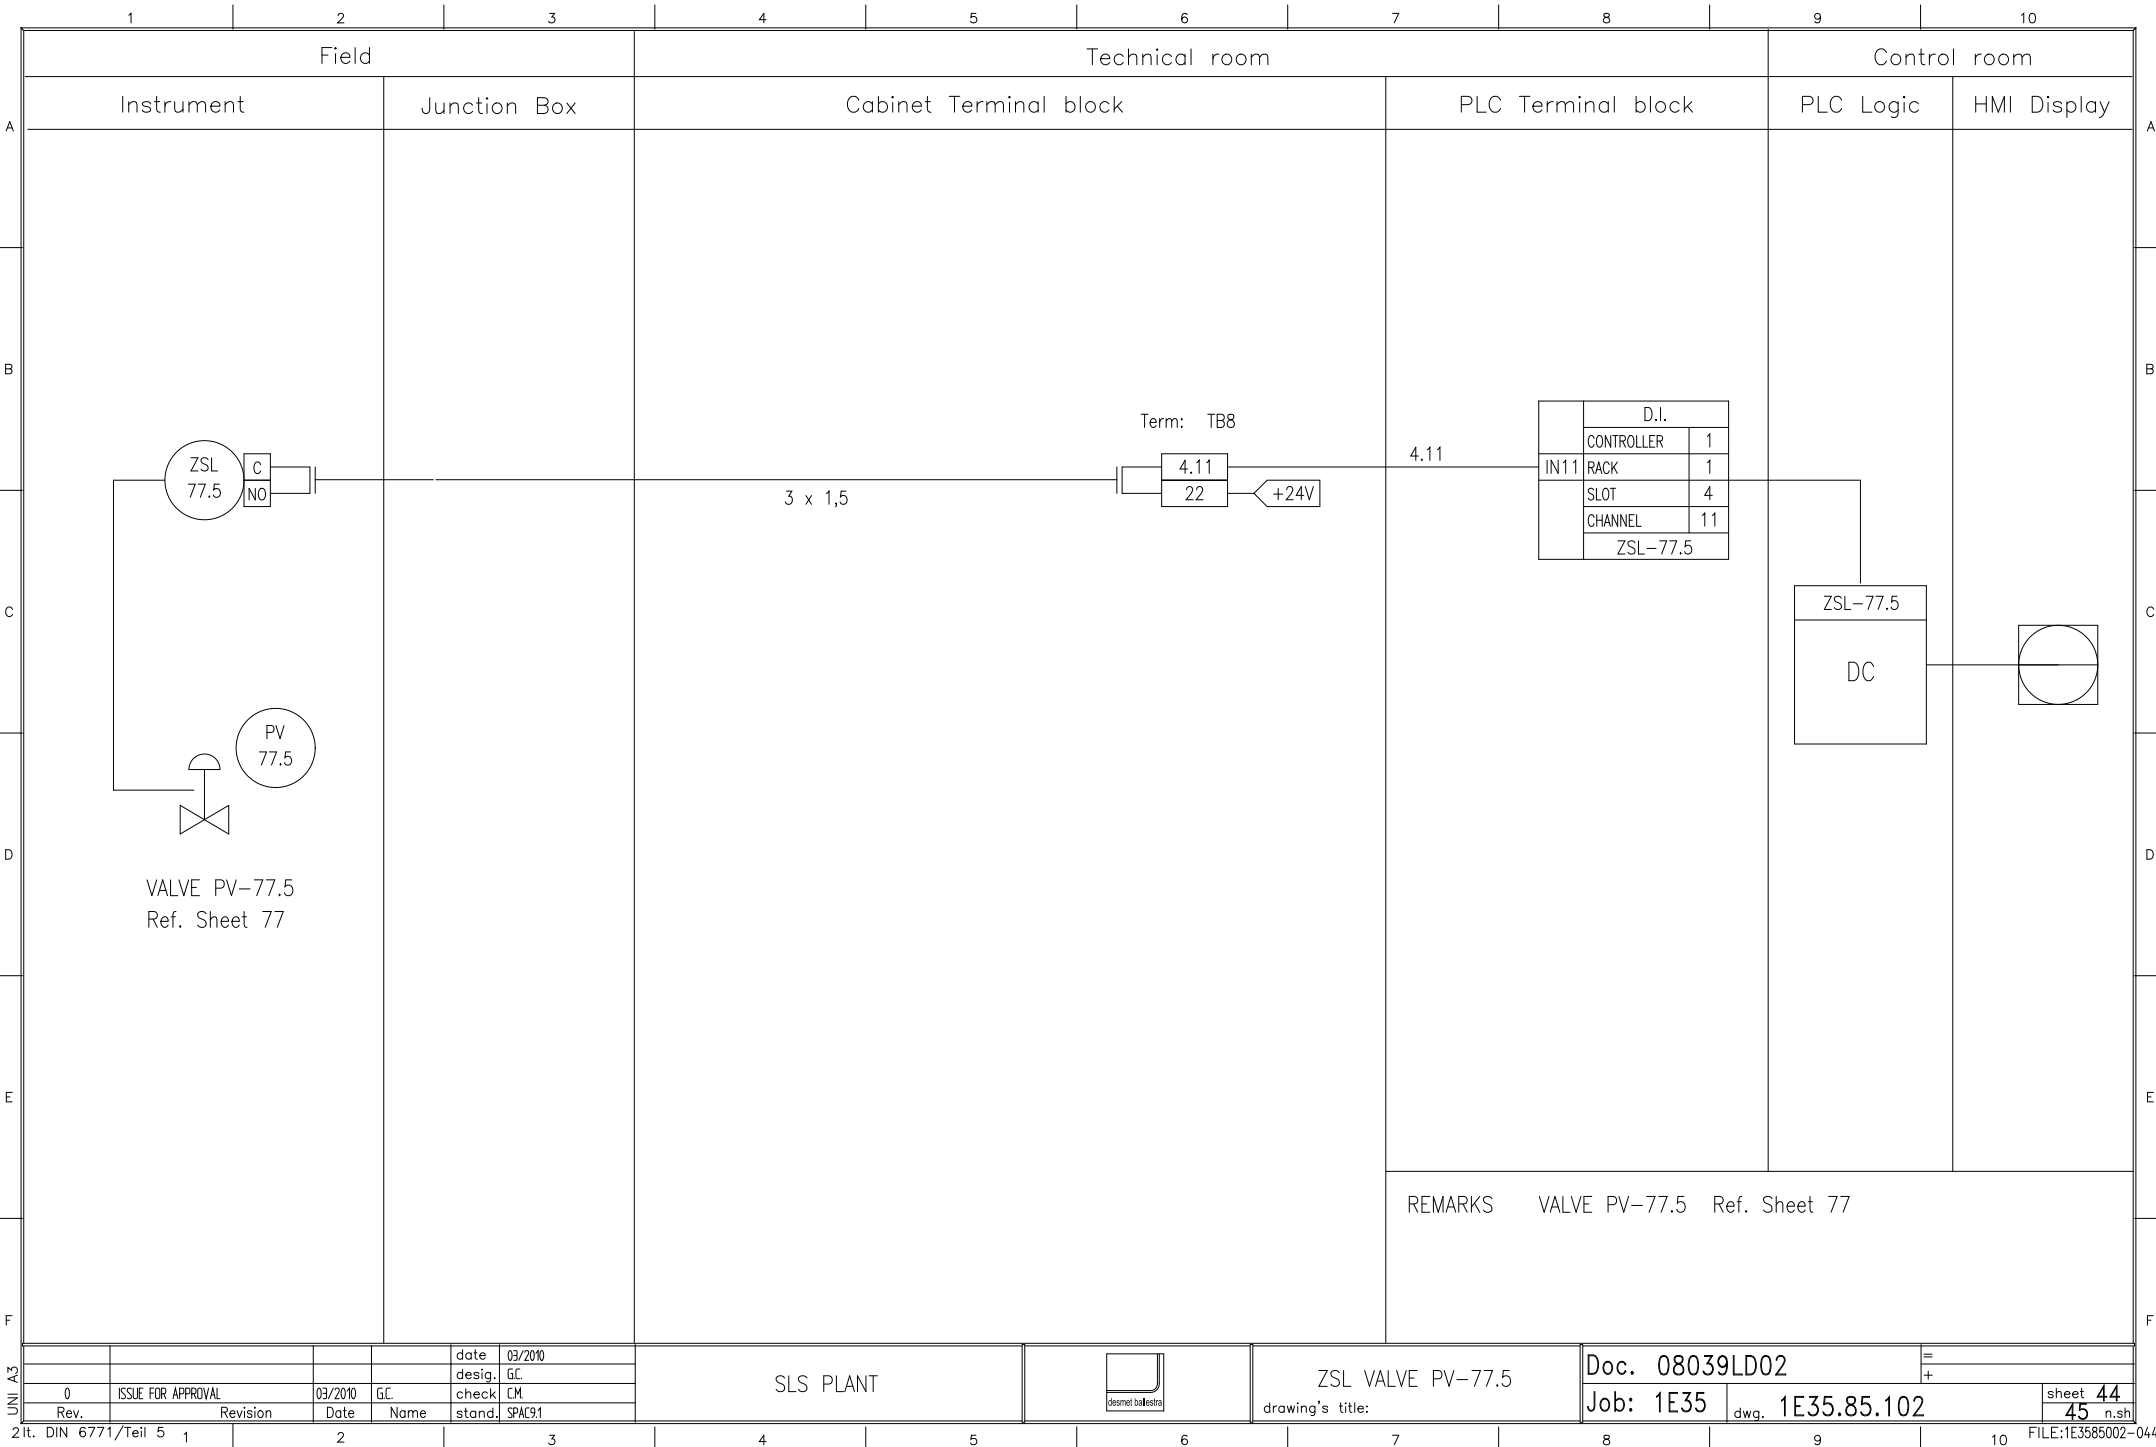 1 2 3 4 5 6 7 8 9 10
Field Technical room Control room
Instrument Junction Box Cabinet Terminal block PLC Terminal block PLC Logic HMI Display
A A
B B
Term: TB8
D.I.
CONTROLLER 1
ZSL
77.5
C
NO
3 x 1,5
4.11
22
+24V
4.11
IN11
RACK 1
SLOT 4
CHANNEL 11
ZSL-77.5
C C
ZSL-77.5
DC
PV
77.5
D D
VALVE PV-77.5
Ref. Sheet 77
E E
REMARKS VALVE PV-77.5 Ref. Sheet 77
F F
UNI A3
date 03/2010
desig. G.C.
0 ISSUE FOR APPROVAL 03/2010 G.C. check C.M.
Rev. Revision Date Name stand. SPAC9.1
SLS PLANT
desmet ballestra
ZSL VALVE PV-77.5
drawing's title:
Doc. 08039LD02
Job: 1E35
dwg. 1E35.85.102
=
+
sheet 44
45 n.sh
2lt. DIN 6771/Teil 5
1 2 3 4 5 6 7 8 9 10
FILE:1E3585002-044